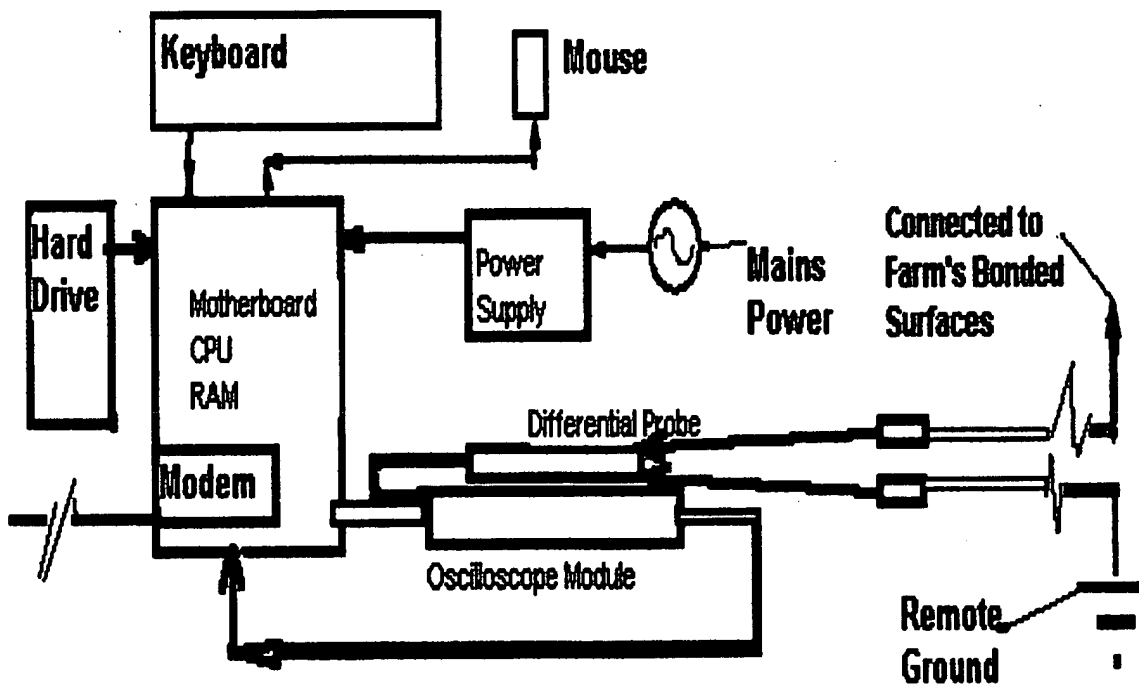 Keyboard
Mouse
Hard
Drive
Motherboard
CPU
RAM
Power
Supply
Mains
Power
Connected to
Farm's Bonded
Surfaces
Differential Probe
Modem
Oscilloscope Module
Remote
Ground